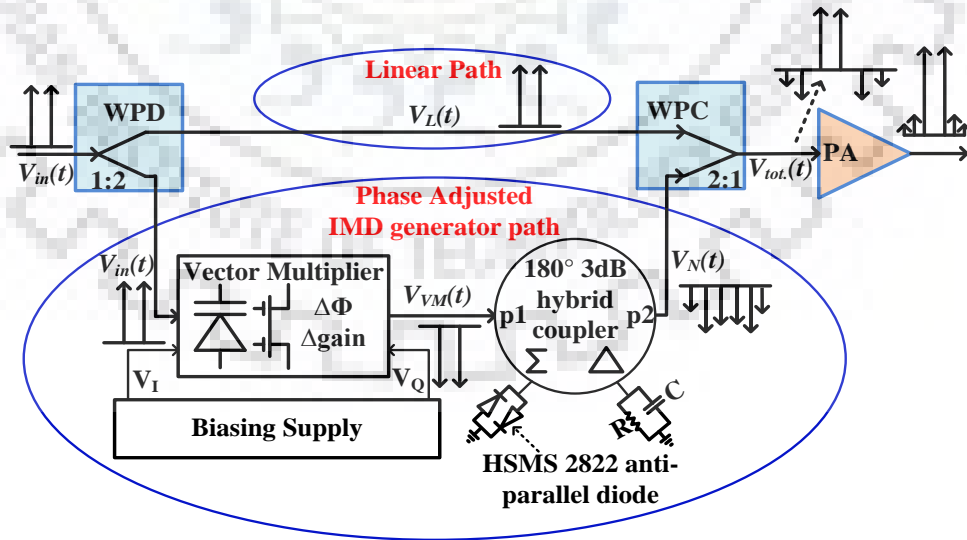 Linear Path
WPD
V_L(t)
WPC
V_in(t)
1:2
2:1
V_tot.(t)
PA
Phase Adjusted
IMD generator path
V_in(t)
Vector Multiplier
ΔΦ
Δgain
V_VM(t)
180° 3dB
hybrid
coupler
p1
p2
Σ
Δ
V_N(t)
V_I
V_Q
Biasing Supply
R
C
HSMS 2822 anti-
parallel diode